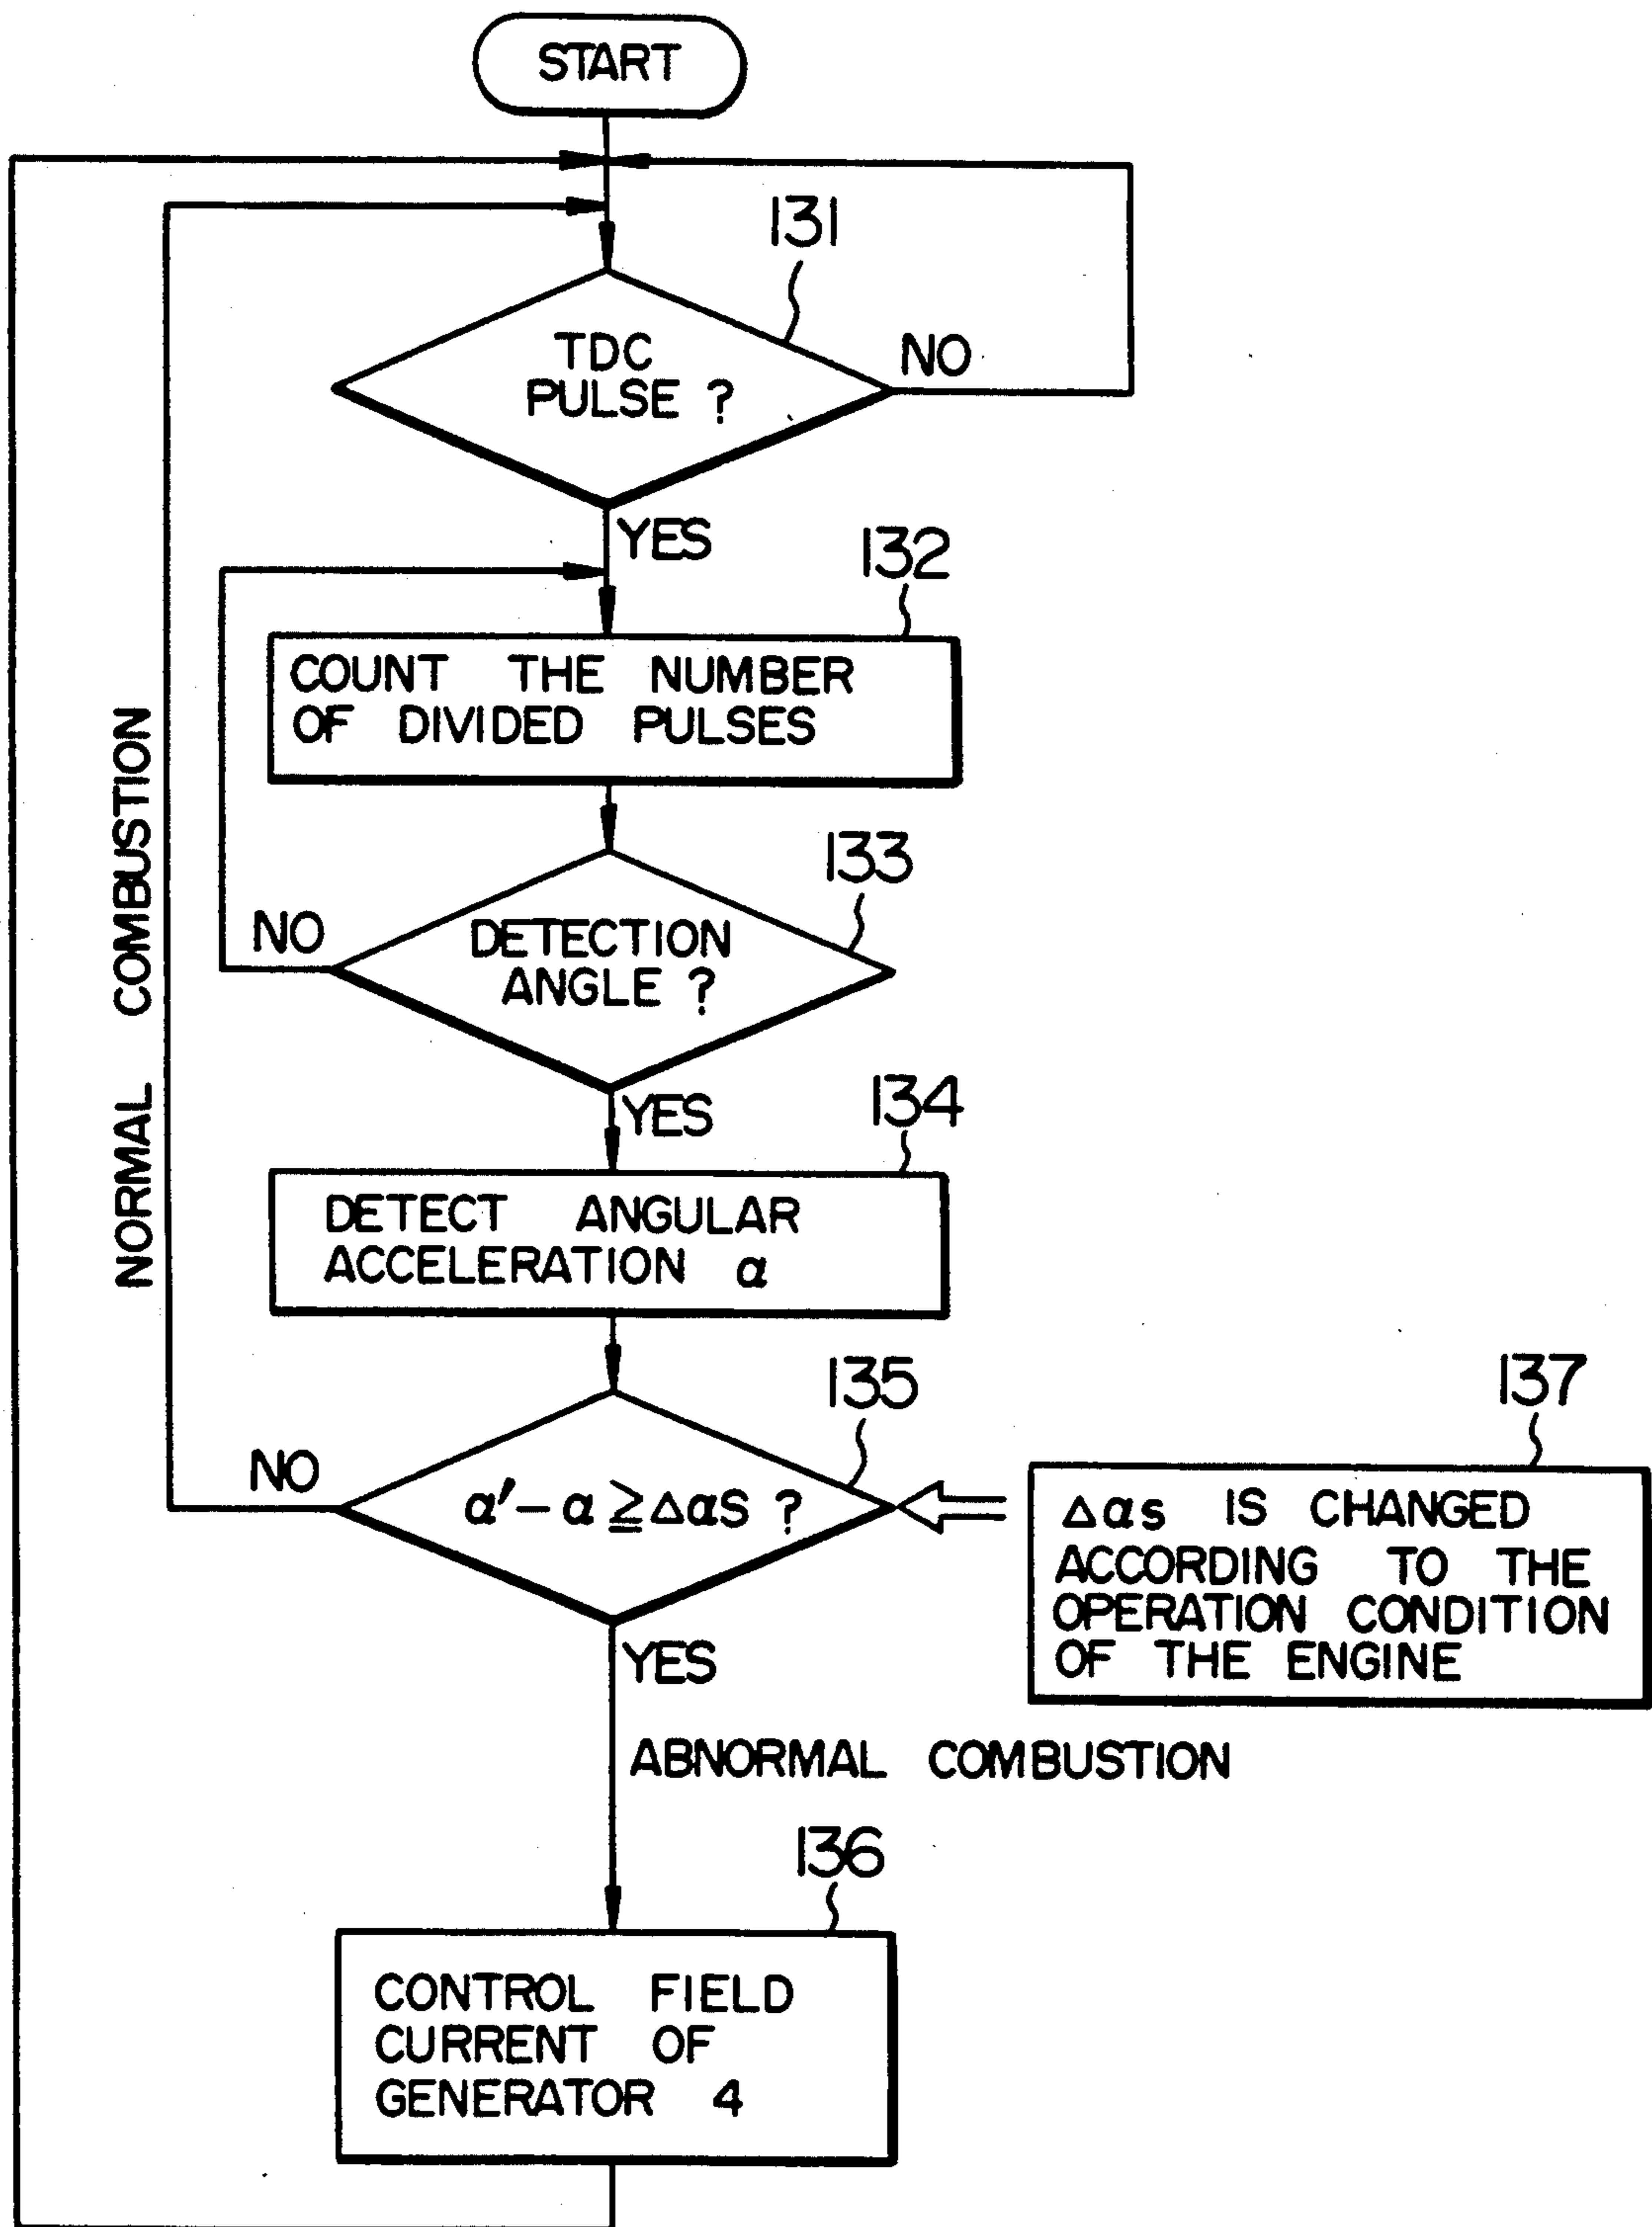 START
131
TDC
PULSE ?
NO
YES
132
COUNT THE NUMBER
OF DIVIDED PULSES
133
DETECTION
ANGLE ?
NO
YES
134
DETECT ANGULAR
ACCELERATION α
NORMAL COMBUSTION
135
α′-α ≧ ΔαS ?
NO
YES
137
Δαs IS CHANGED
ACCORDING TO THE
OPERATION CONDITION
OF THE ENGINE
ABNORMAL COMBUSTION
136
CONTROL FIELD
CURRENT OF
GENERATOR 4